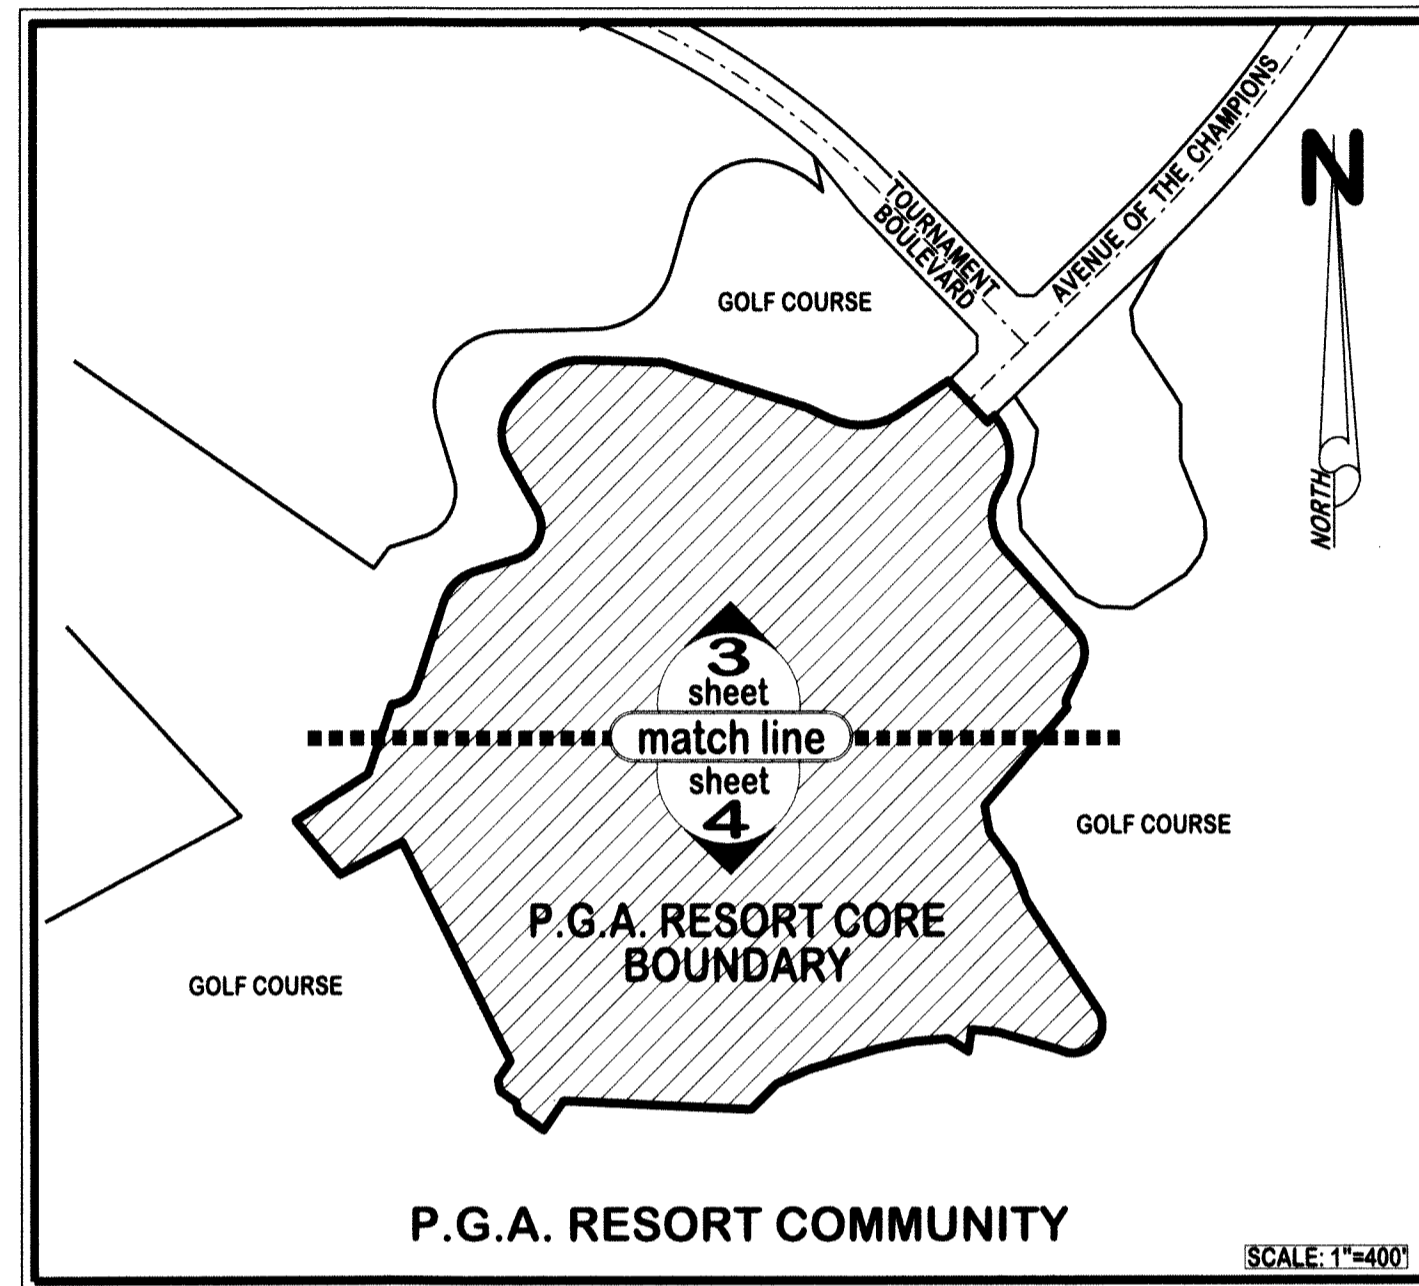 TOURNAMENT
BOULEVARD
AVENUE OF THE CHAMPIONS
N
GOLF COURSE
NORTH
3
sheet
match line
sheet
4
GOLF COURSE
P.G.A. RESORT CORE
BOUNDARY
GOLF COURSE
P.G.A. RESORT COMMUNITY
SCALE: 1"=400'